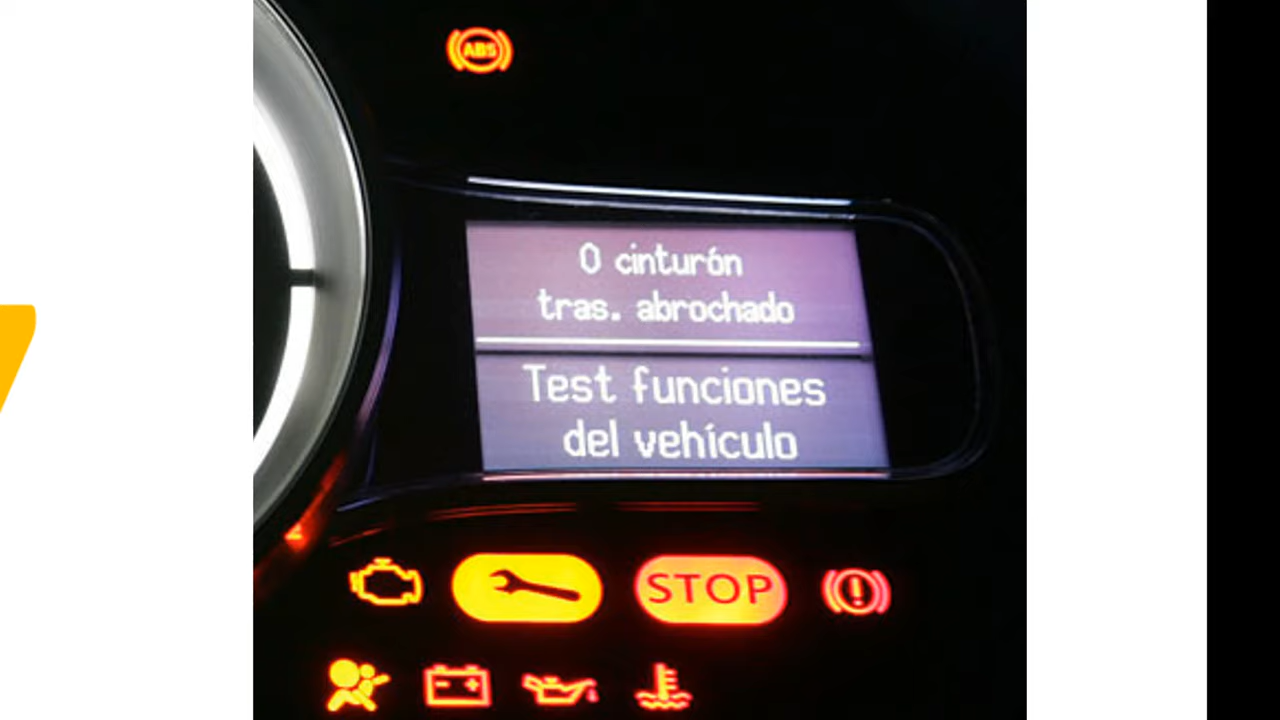 ABS
0 cinturón
tras. abrochado
Test funciones
del vehículo
STOP